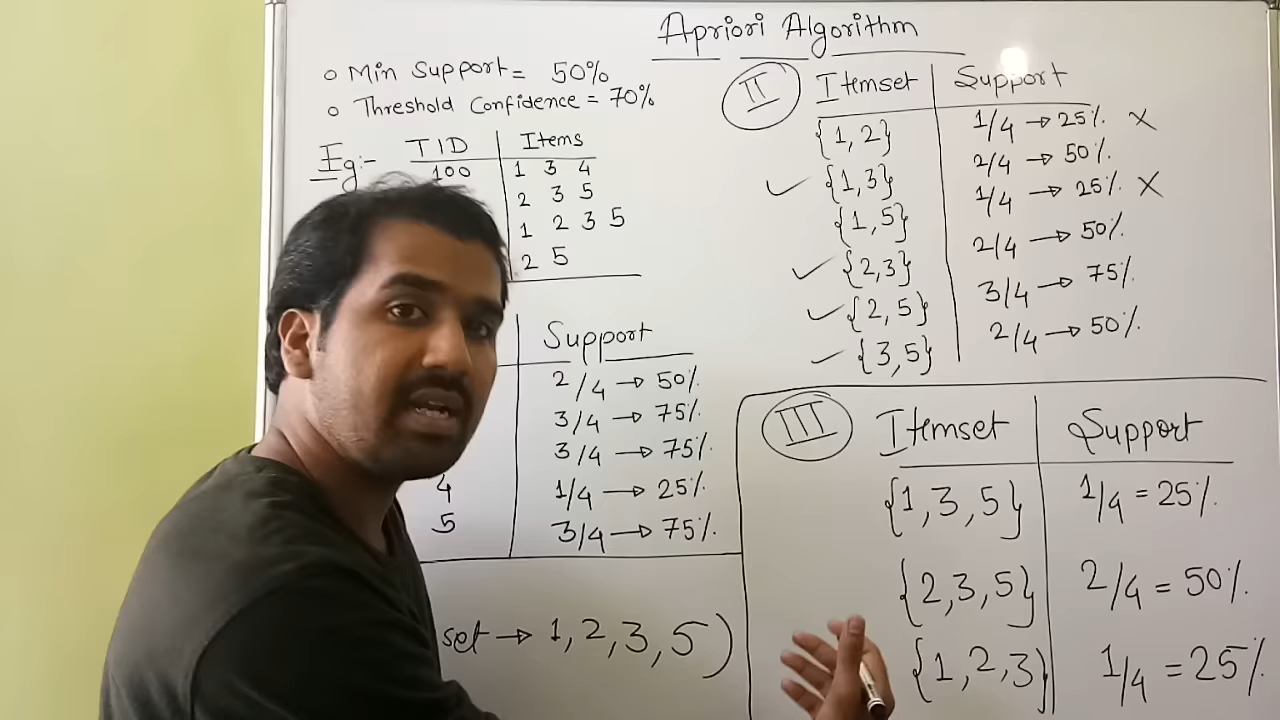 Apriori Algorithm
○ Min Support = 50%
○ Threshold Confidence = 70%
Eg:- TID Items
100 1 3 4
2 3 5
1 2 3 5
2 5
Support
2/4 → 50%
3/4 → 75%
3/4 → 75%
4 1/4 → 25%
5 3/4 → 75%
set → 1, 2, 3, 5)
II Itemset Support
{1, 2} 1/4 → 25% ✗
✓ {1,3} 2/4 → 50%
{1,5} 1/4 → 25% ✗
✓ {2,3} 2/4 → 50%
✓ {2,5} 3/4 → 75%
✓ {3,5} 2/4 → 50%
III Itemset Support
{1,3,5} 1/4 = 25%
{2,3,5} 2/4 = 50%
{1,2,3} 1/4 = 25%